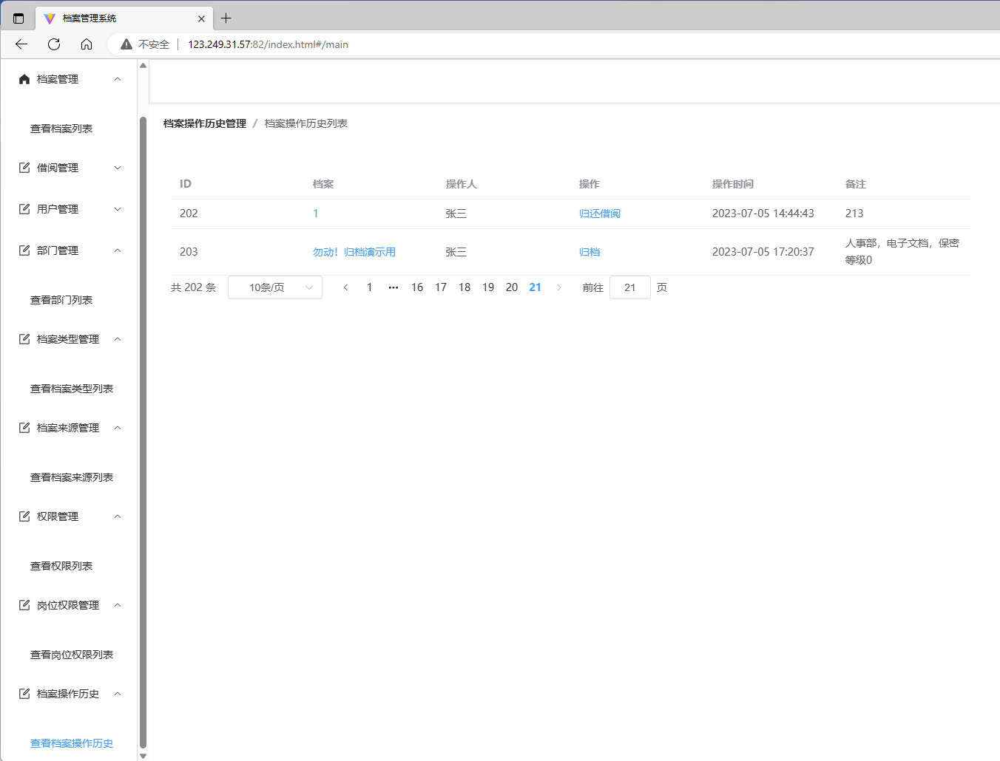 档案管理系统
不安全 123.249.31.57:82/index.html#/main
档案管理
查看档案列表
借阅管理
用户管理
部门管理
查看部门列表
档案类型管理
查看档案类型列表
档案来源管理
查看档案来源列表
权限管理
查看权限列表
岗位权限管理
查看岗位权限列表
档案操作历史
查看档案操作历史
档案操作历史管理 / 档案操作历史列表
ID 档案 操作人 操作 操作时间 备注
202 1 张三 归还借阅 2023-07-05 14:44:43 213
203 勿动！归档演示用 张三 归档 2023-07-05 17:20:37 人事部，电子文档，保密
等级0
共 202 条 10条/页 1 ••• 16 17 18 19 20 21 前往 21 页